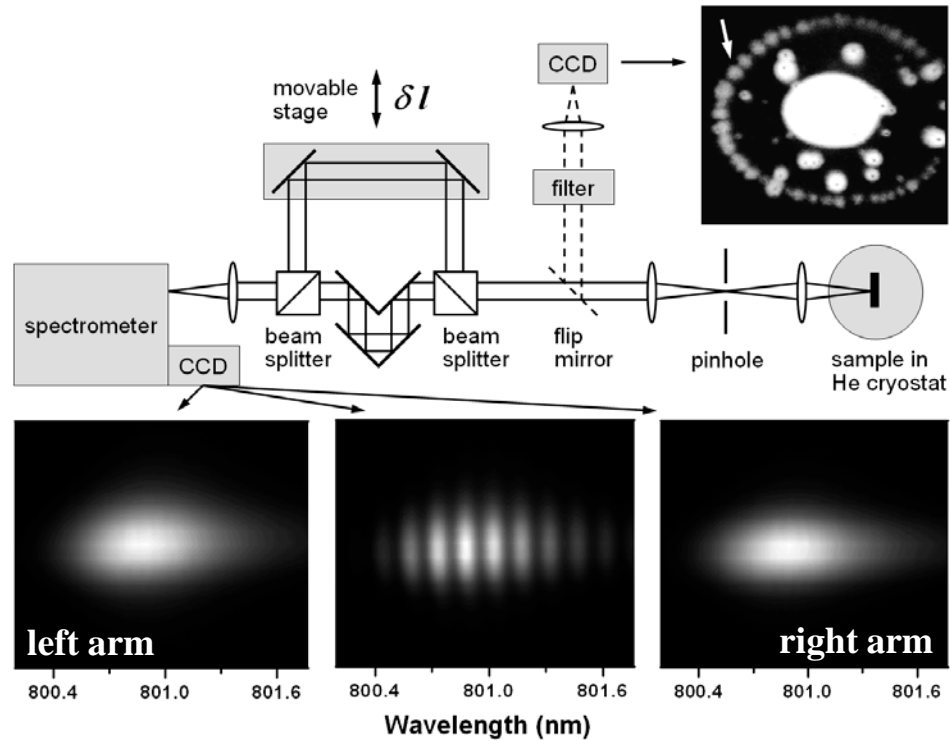 CCD
movable
stage
δl
filter
spectrometer
CCD
beam
splitter
beam
splitter
flip
mirror
pinhole
sample in
He cryostat
left arm
right arm
800.4 801.0 801.6
800.4 801.0 801.6
800.4 801.0 801.6
Wavelength (nm)